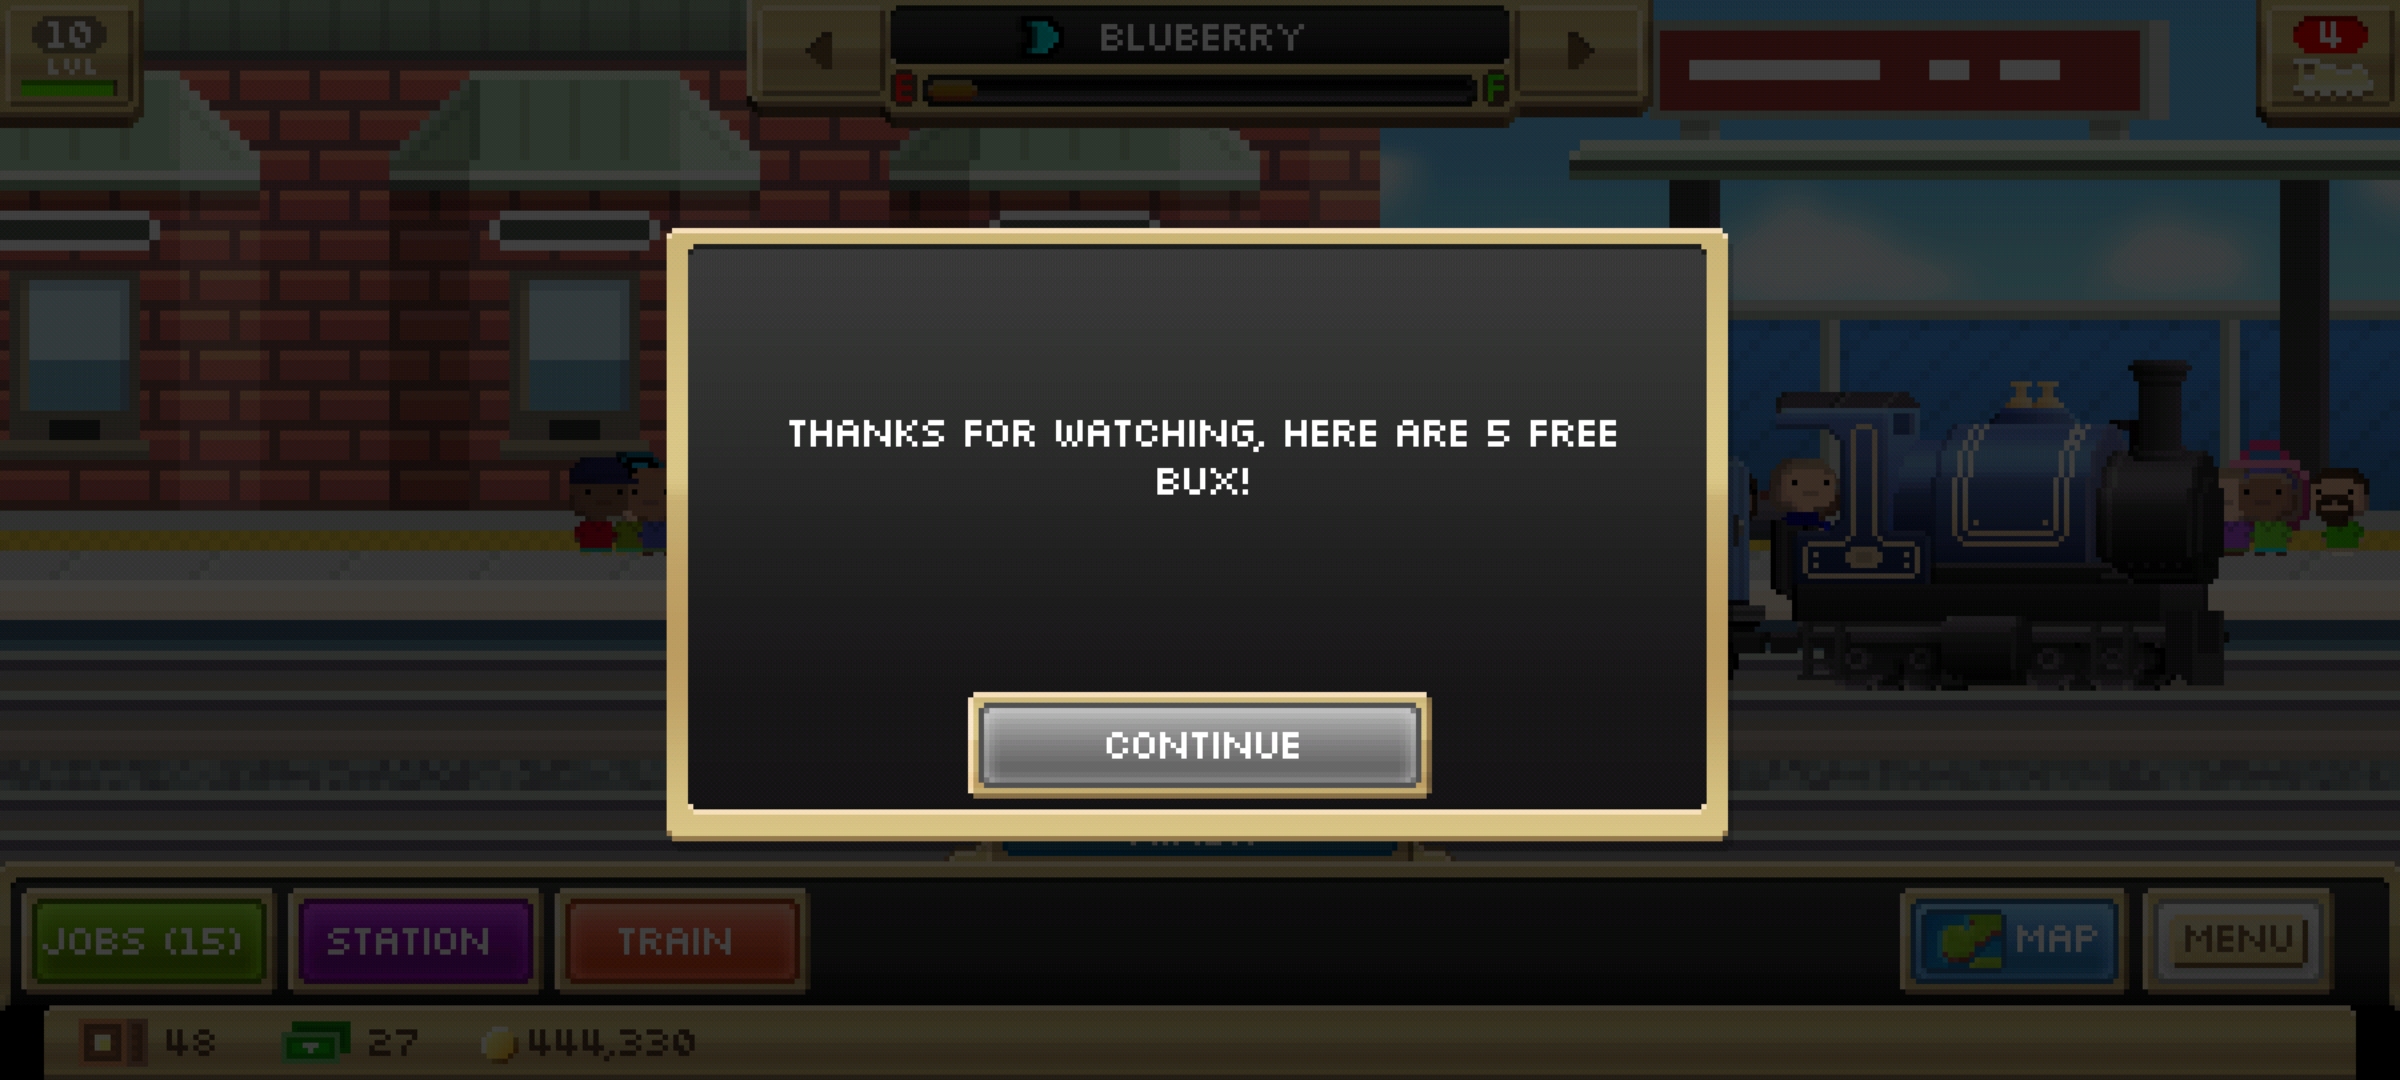 10
LVL
BLUBERRY
E
F
4
THANKS FOR WATCHING, HERE ARE 5 FREE
BUX!
CONTINUE
JOBS (15)
STATION
TRAIN
MAP
MENU
48
27
444,330